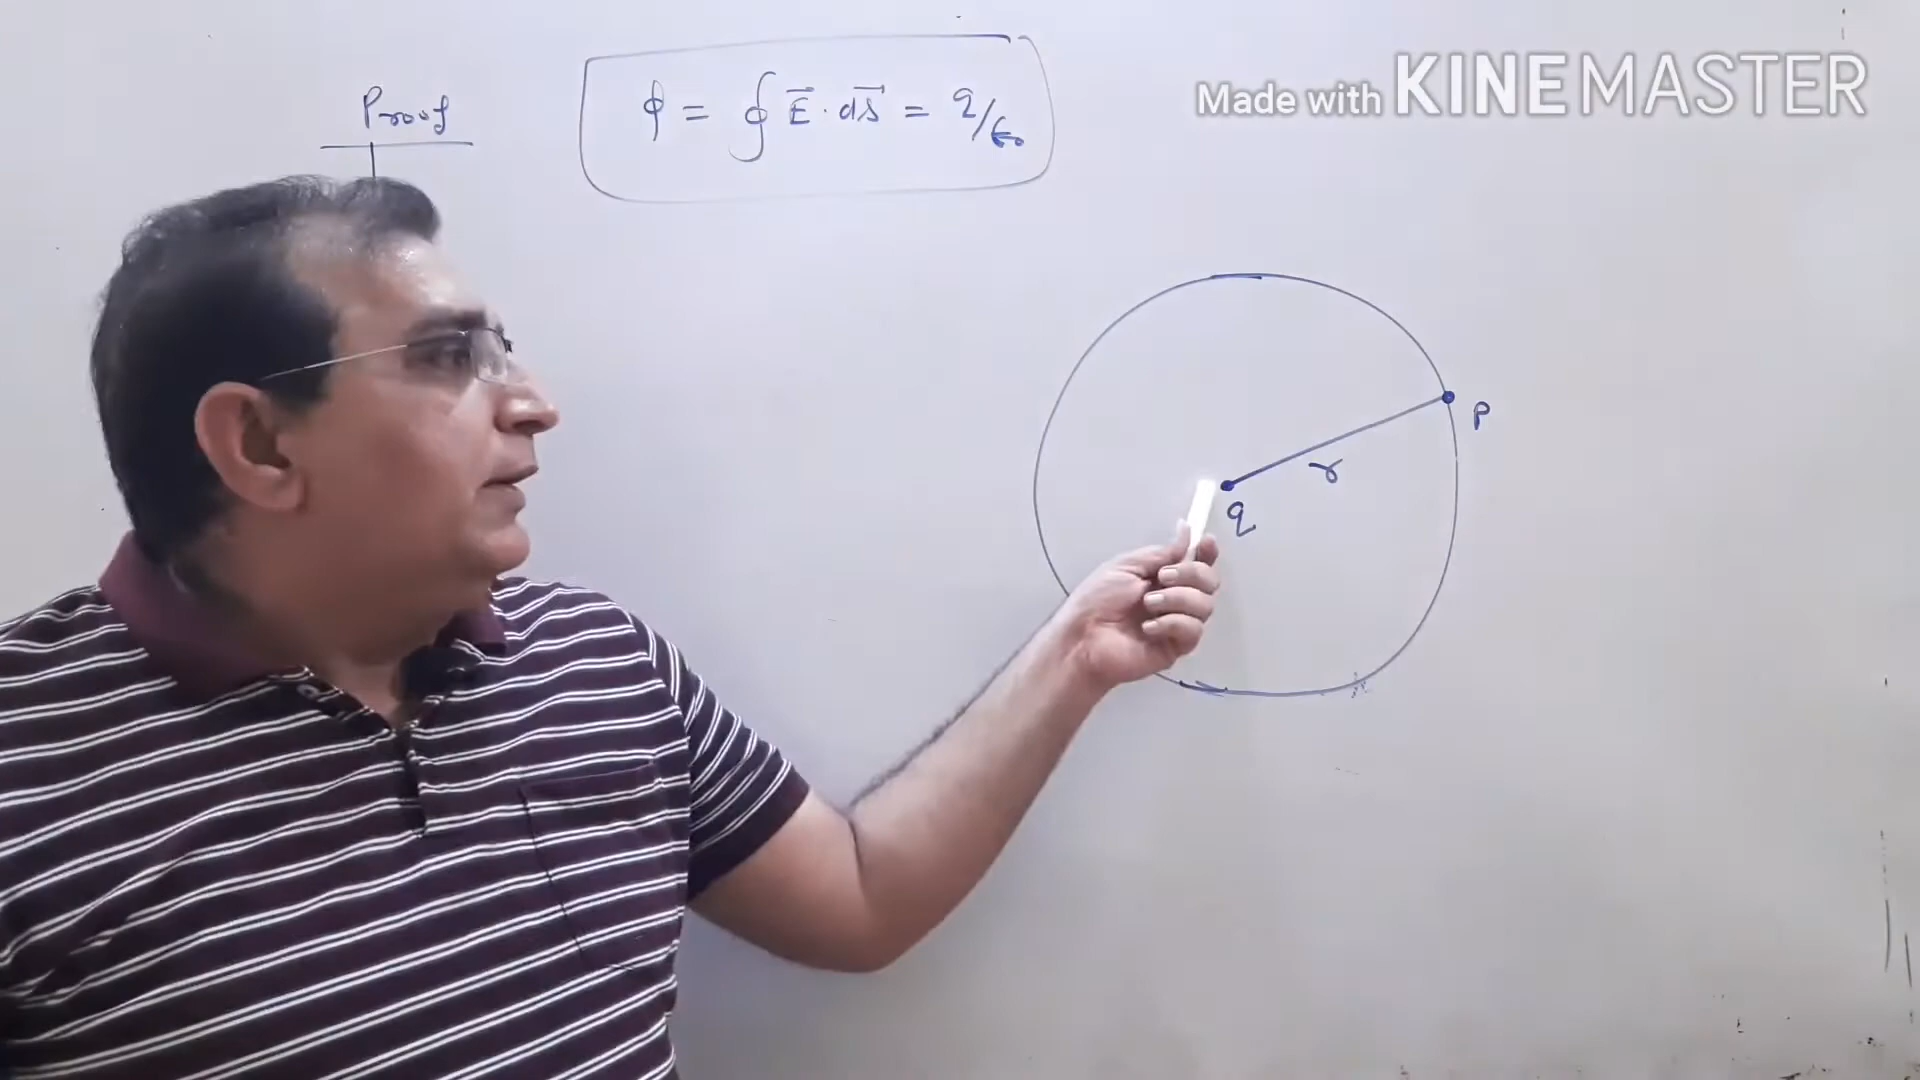 Made with KINEMASTER
Proof
ϕ = ∮ E⃗ · ds⃗ = q/ε₀
P
r
q